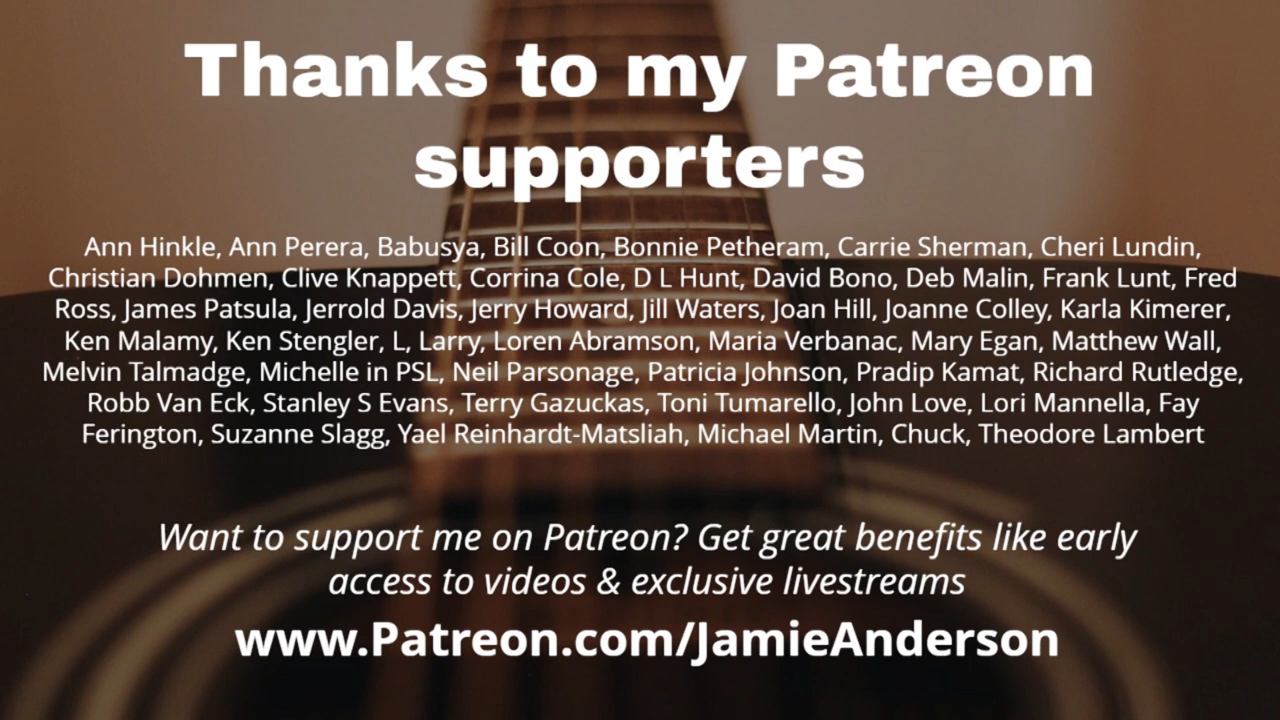 Thanks to my Patreon
supporters
Ann Hinkle, Ann Perera, Babusya, Bill Coon, Bonnie Petheram, Carrie Sherman, Cheri Lundin,
Christian Dohmen, Clive Knappett, Corrina Cole, D L Hunt, David Bono, Deb Malin, Frank Lunt, Fred
Ross, James Patsula, Jerrold Davis, Jerry Howard, Jill Waters, Joan Hill, Joanne Colley, Karla Kimerer,
Ken Malamy, Ken Stengler, L, Larry, Loren Abramson, Maria Verbanac, Mary Egan, Matthew Wall,
Melvin Talmadge, Michelle in PSL, Neil Parsonage, Patricia Johnson, Pradip Kamat, Richard Rutledge,
Robb Van Eck, Stanley S Evans, Terry Gazuckas, Toni Tumarello, John Love, Lori Mannella, Fay
Ferington, Suzanne Slagg, Yael Reinhardt-Matsliah, Michael Martin, Chuck, Theodore Lambert
Want to support me on Patreon? Get great benefits like early
access to videos & exclusive livestreams
www.Patreon.com/JamieAnderson